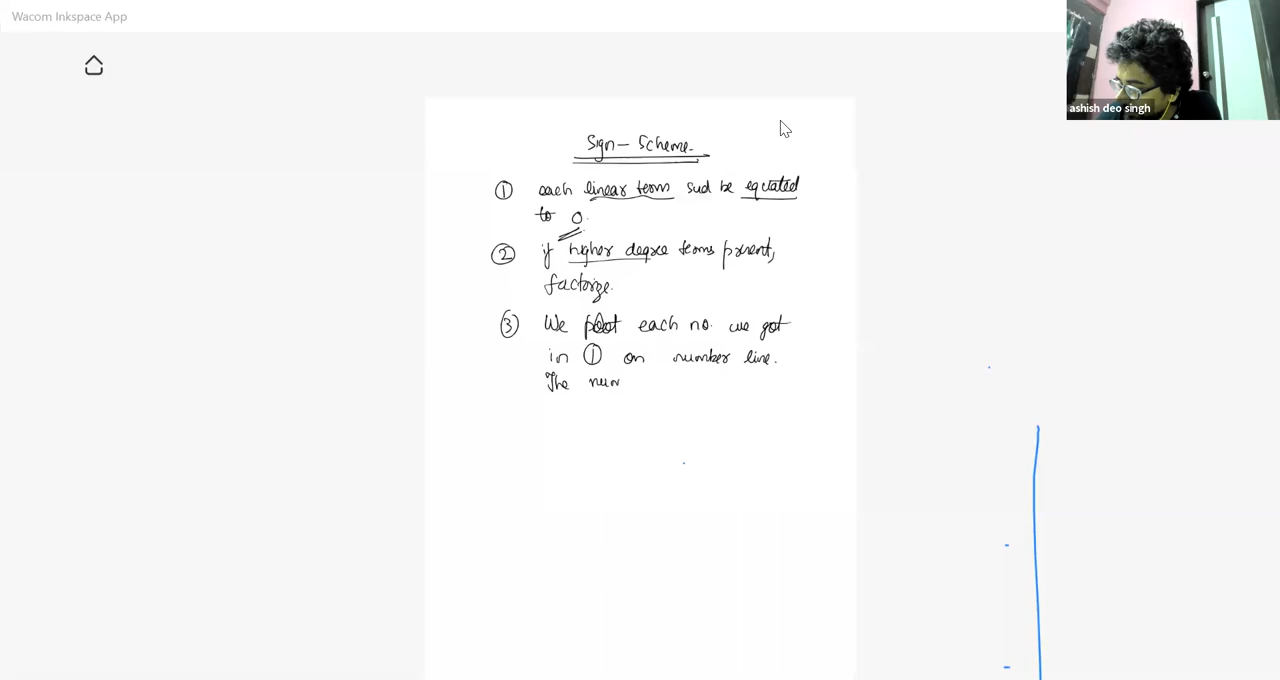 Wacom Inkspace App
ashish deo singh
Sign - Scheme.
① each linear term sud be equated
to 0.
② if higher degree terms present,
factorize.
③ We plot each no. we got
in ① on number line.
The num